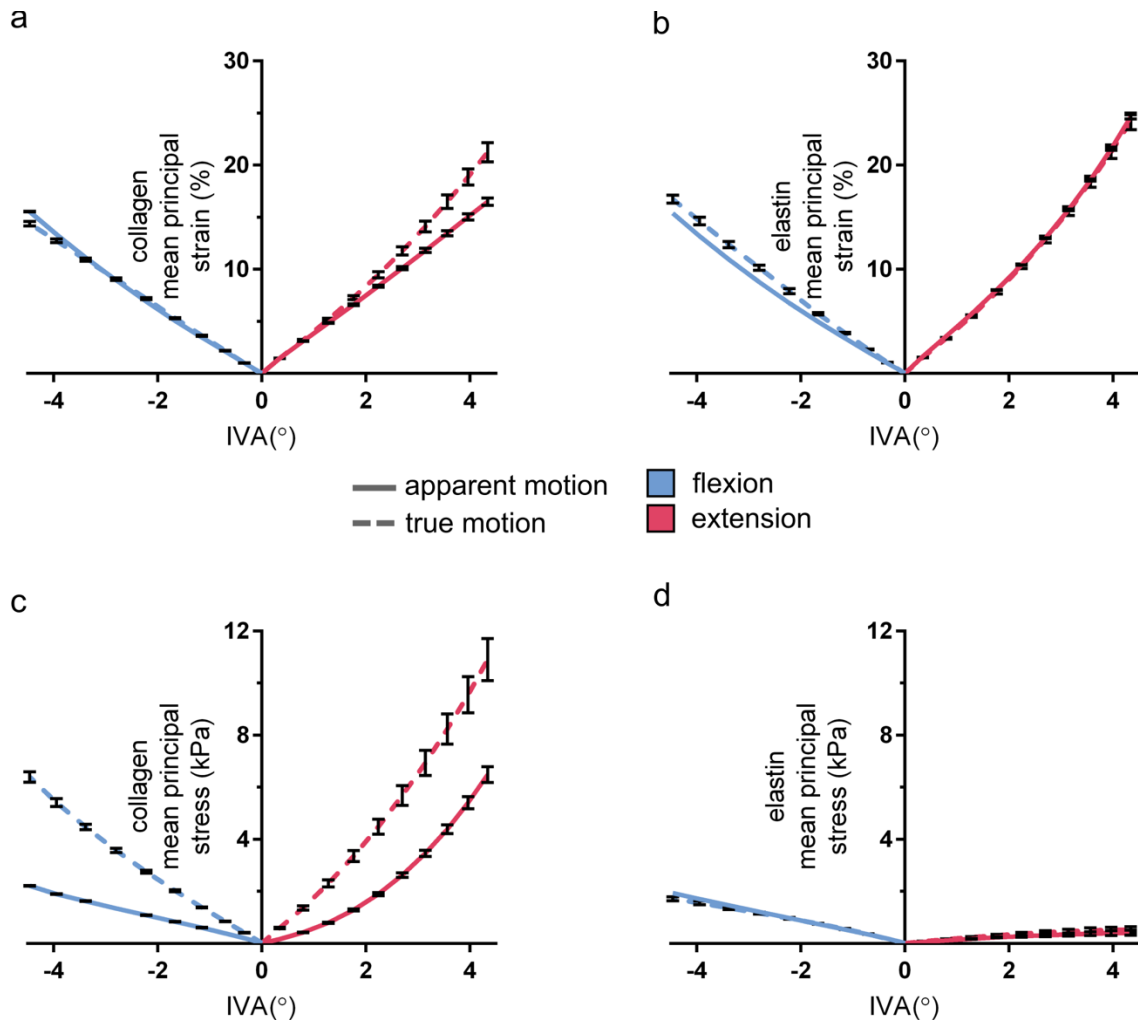 a
30
20
10
collagen
mean principal
strain (%)
-4 -2 0 2 4
IVA(°)
b
30
20
10
elastin
mean principal
strain (%)
-4 -2 0 2 4
IVA(°)
apparent motion
true motion
flexion
extension
c
12
8
4
collagen
mean principal
stress (kPa)
-4 -2 0 2 4
IVA(°)
d
12
8
4
elastin
mean principal
stress (kPa)
-4 -2 0 2 4
IVA(°)